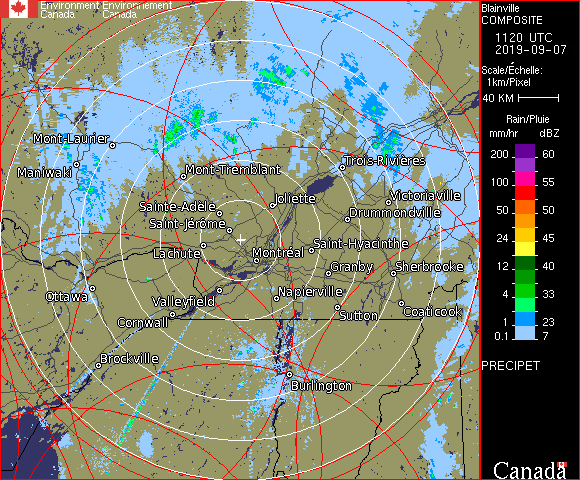 Environment Environnement
Canada Canada
Blainville
COMPOSITE
1120 UTC
2019-09-07
Scale/Échelle:
1km/Pixel
40 KM
Rain/Pluie
mm/hr dBZ
200 60
100 55
50 50
24 45
12 40
4 33
1 23
0.1 7
PRECIPET
Canada
Mont-Laurier
Maniwaki
Mont-Tremblant
Trois-Rivières
Joliette
Victoriaville
Sainte-Adèle
Drummondville
Saint-Jérôme
Lachute
Montréal
Saint-Hyacinthe
Granby
Sherbrooke
Ottawa
Valleyfield
Napierville
Cornwall
Sutton
Coaticook
Brockville
Burlington